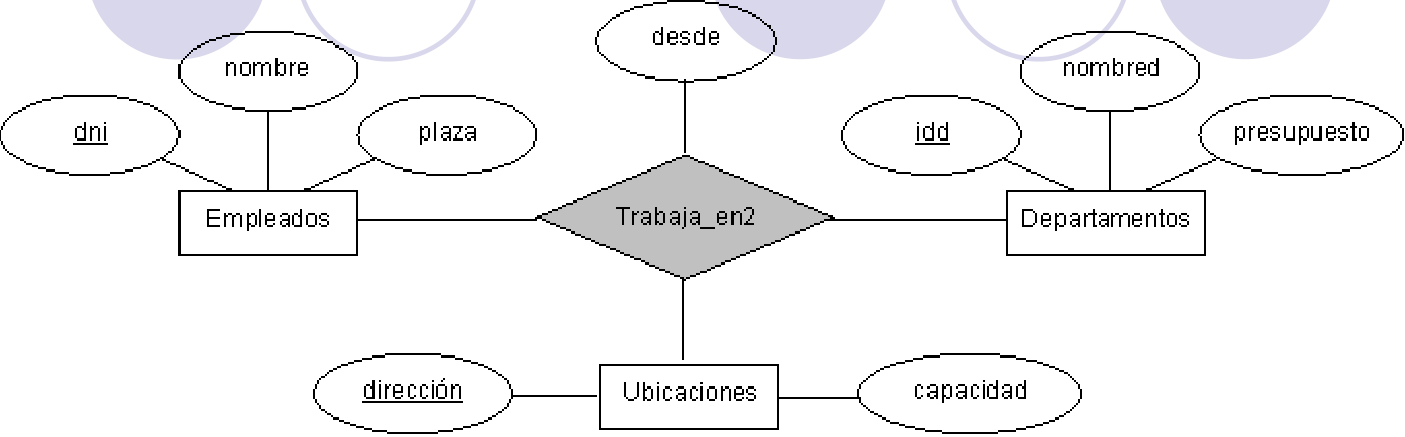 desde
nombre
nombred
dni
plaza
idd
presupuesto
Empleados
Trabaja_en2
Departamentos
dirección
Ubicaciones
capacidad